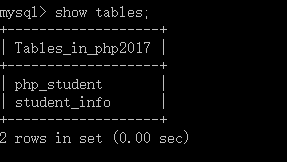 mysql> show tables;
+-------------------+
| Tables_in_php2017 |
+-------------------+
| php_student       |
| student_info      |
+-------------------+
2 rows in set (0.00 sec)